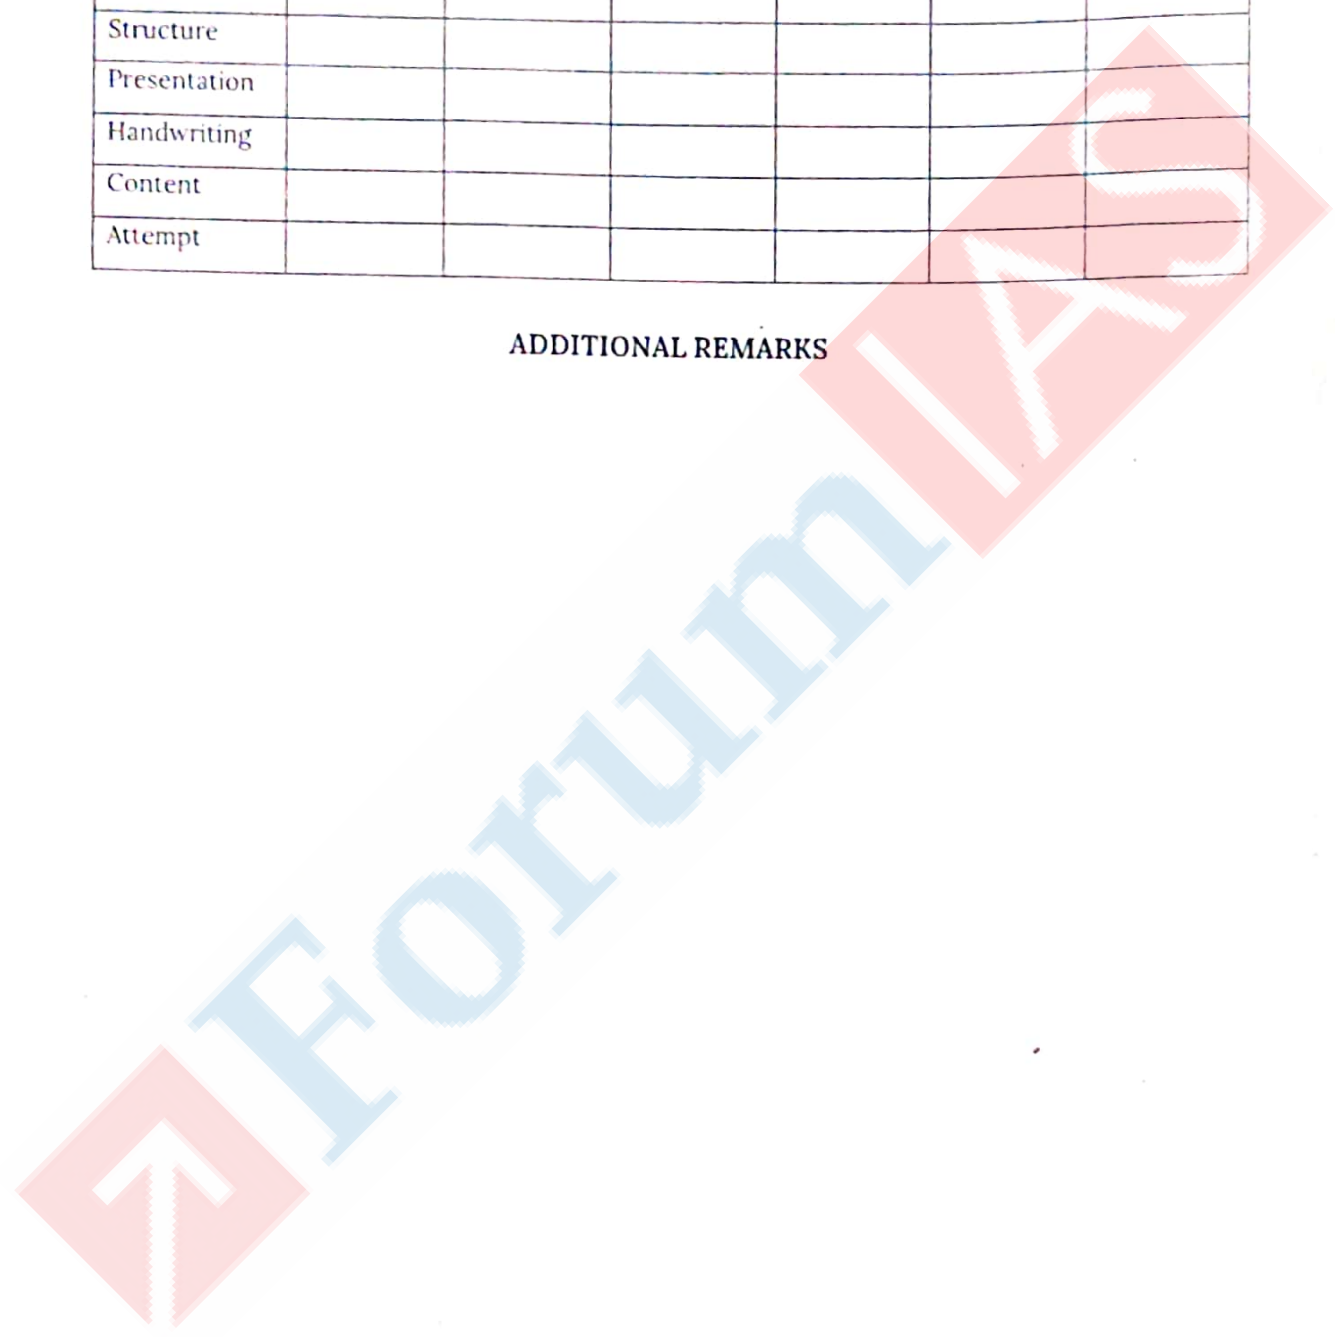 Structure
Presentation
Handwriting
Content
Attempt
ADDITIONAL REMARKS
ForumIAS